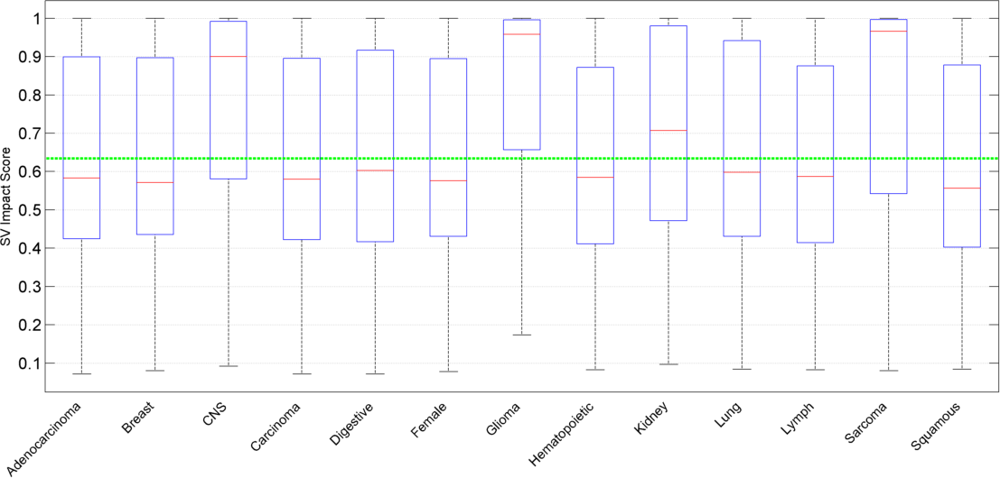 SV Impact Score
1
0.9
0.8
0.7
0.6
0.5
0.4
0.3
0.2
0.1
Adenocarcinoma
Breast
CNS
Carcinoma
Digestive
Female
Glioma
Hematopoietic
Kidney
Lung
Lymph
Sarcoma
Squamous